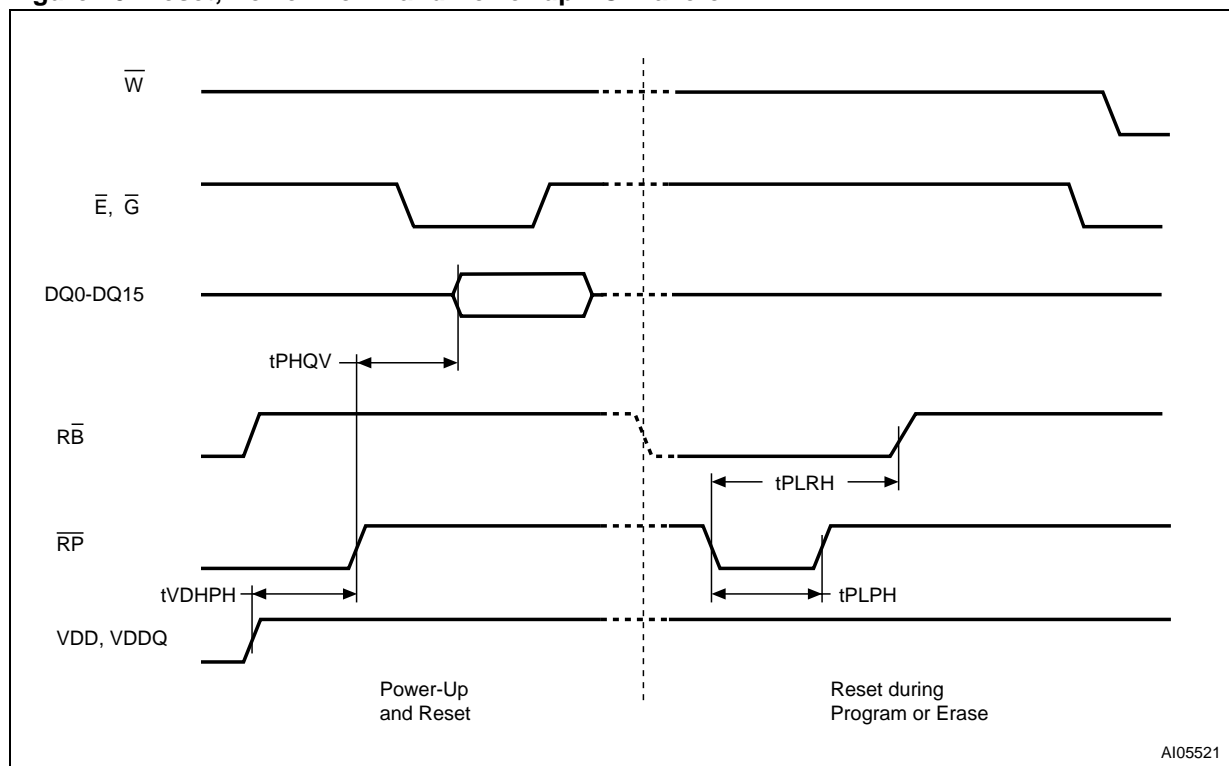 W̅
E̅, G̅
DQ0-DQ15
tPHQV
RB̅
tPLRH
R̅P̅
tVDHPH
tPLPH
VDD, VDDQ
Power-Up
and Reset
Reset during
Program or Erase
AI05521